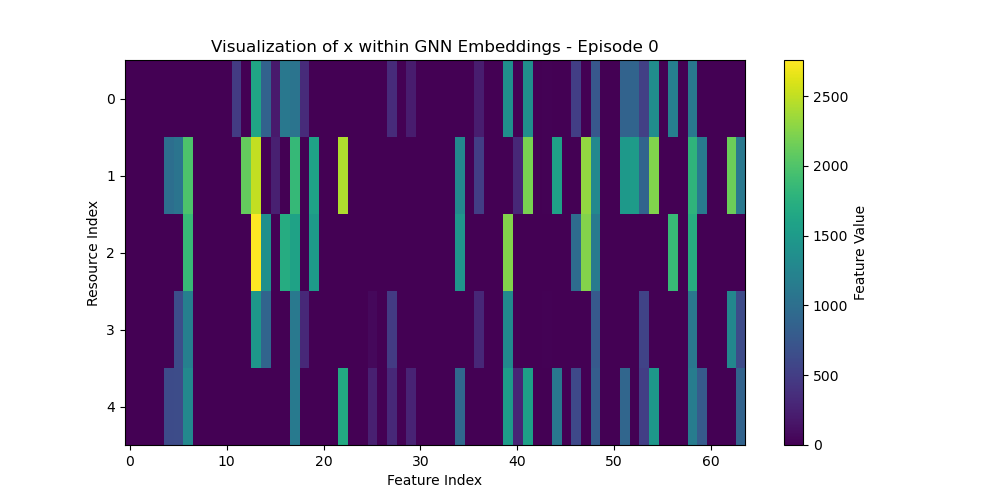 Visualization of x within GNN Embeddings - Episode 0
Resource Index
0
1
2
3
4
0 10 20 30 40 50 60
Feature Index
2500
2000
1500
1000
500
0
Feature Value